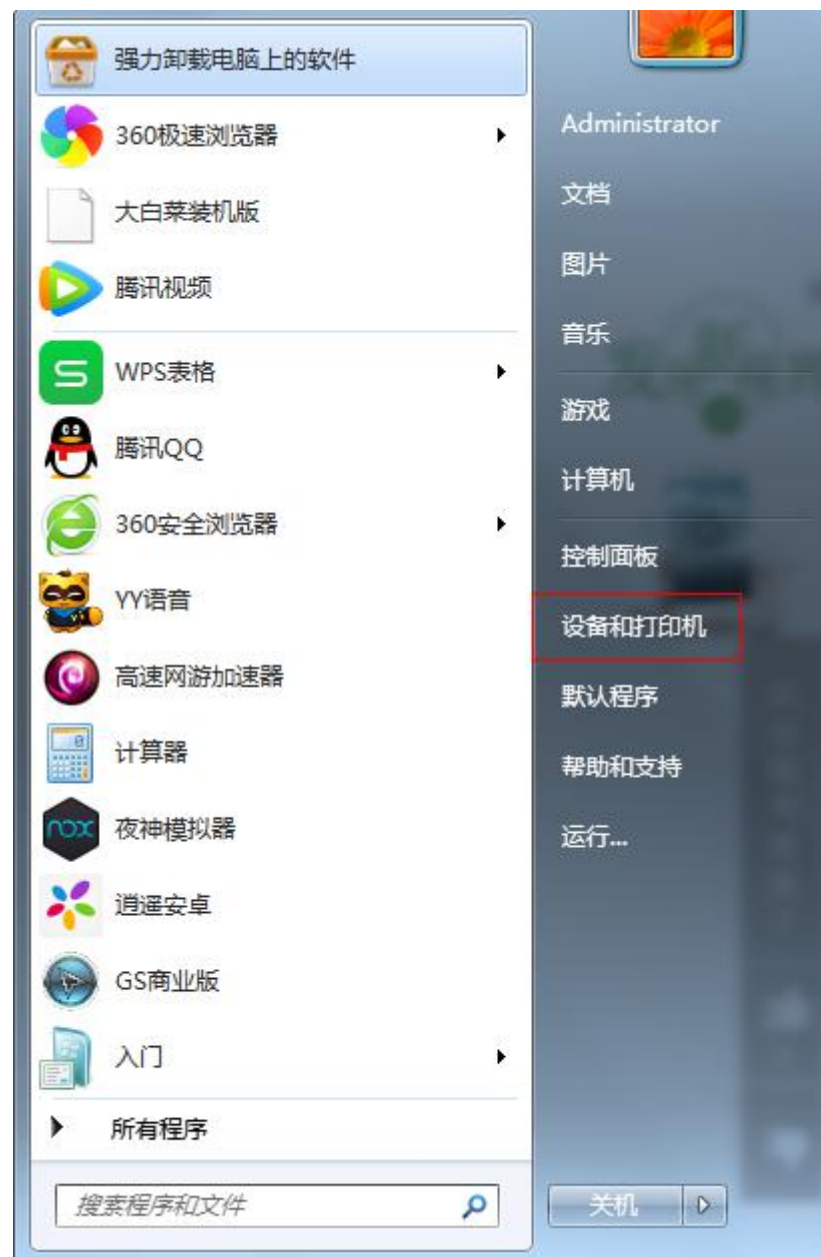 强力卸载电脑上的软件
360极速浏览器
大白菜装机版
腾讯视频
WPS表格
腾讯QQ
360安全浏览器
YY语音
高速网游加速器
计算器
nox
夜神模拟器
逍遥安卓
GS商业版
入门
所有程序
搜索程序和文件
Administrator
文档
图片
音乐
游戏
计算机
控制面板
设备和打印机
默认程序
帮助和支持
运行...
关机